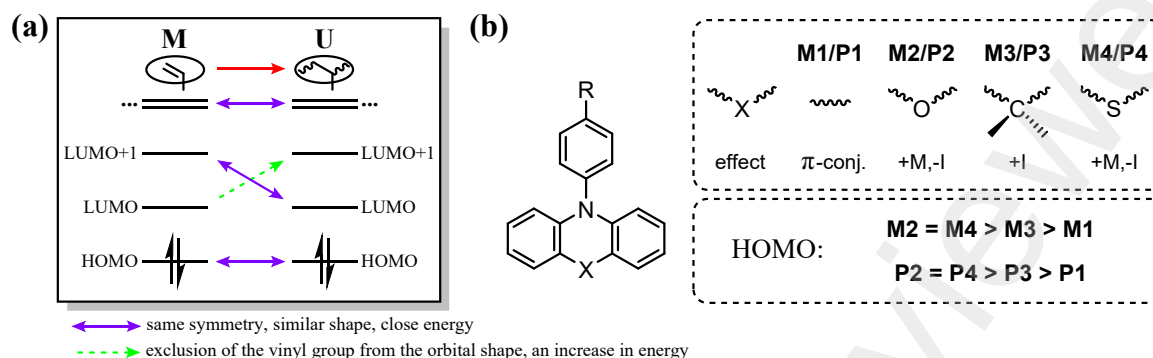 (a)
M
U
...
...
LUMO+1
LUMO+1
LUMO
LUMO
HOMO
HOMO
same symmetry, similar shape, close energy
exclusion of the vinyl group from the orbital shape, an increase in energy
(b)
R
N
X
M1/P1 M2/P2 M3/P3 M4/P4
X O C S
effect π-conj. +M,-I +I +M,-I
HOMO:
M2 = M4 > M3 > M1
P2 = P4 > P3 > P1
viewe